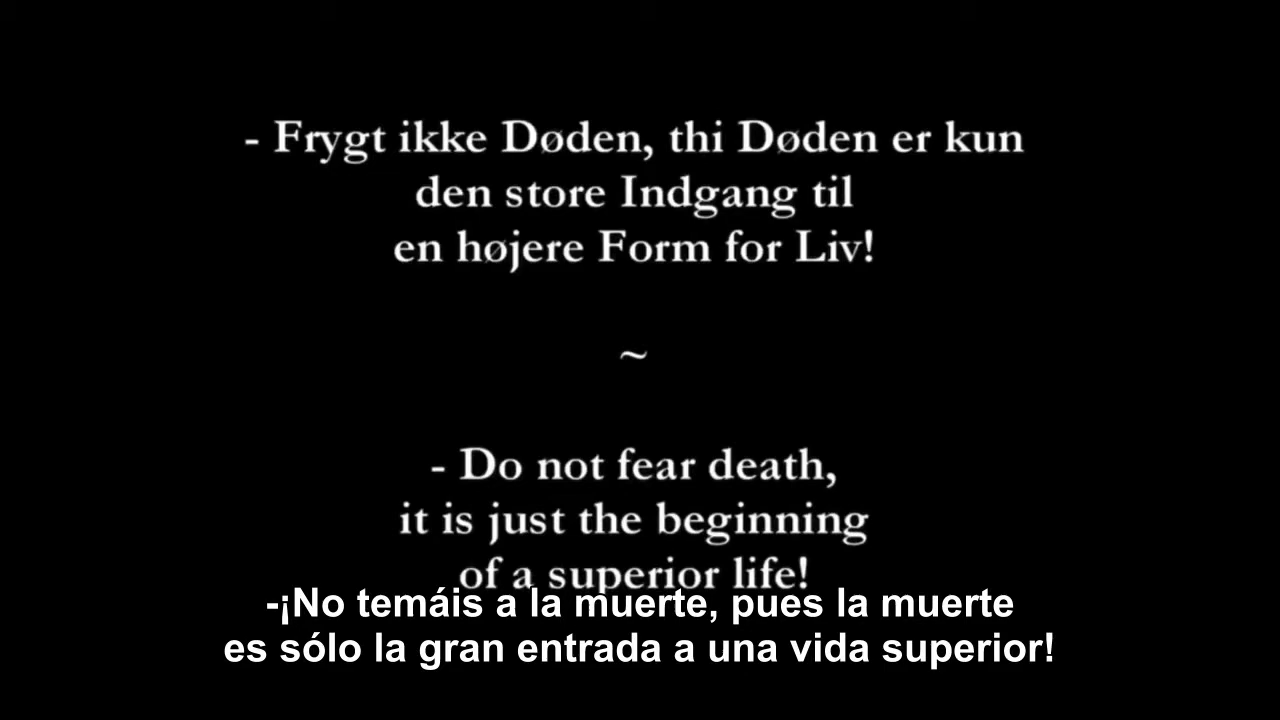 - Frygt ikke Døden, thi Døden er kun
den store Indgang til
en højere Form for Liv!
~
- Do not fear death,
it is just the beginning
of a superior life!
-¡No temáis a la muerte, pues la muerte
es sólo la gran entrada a una vida superior!